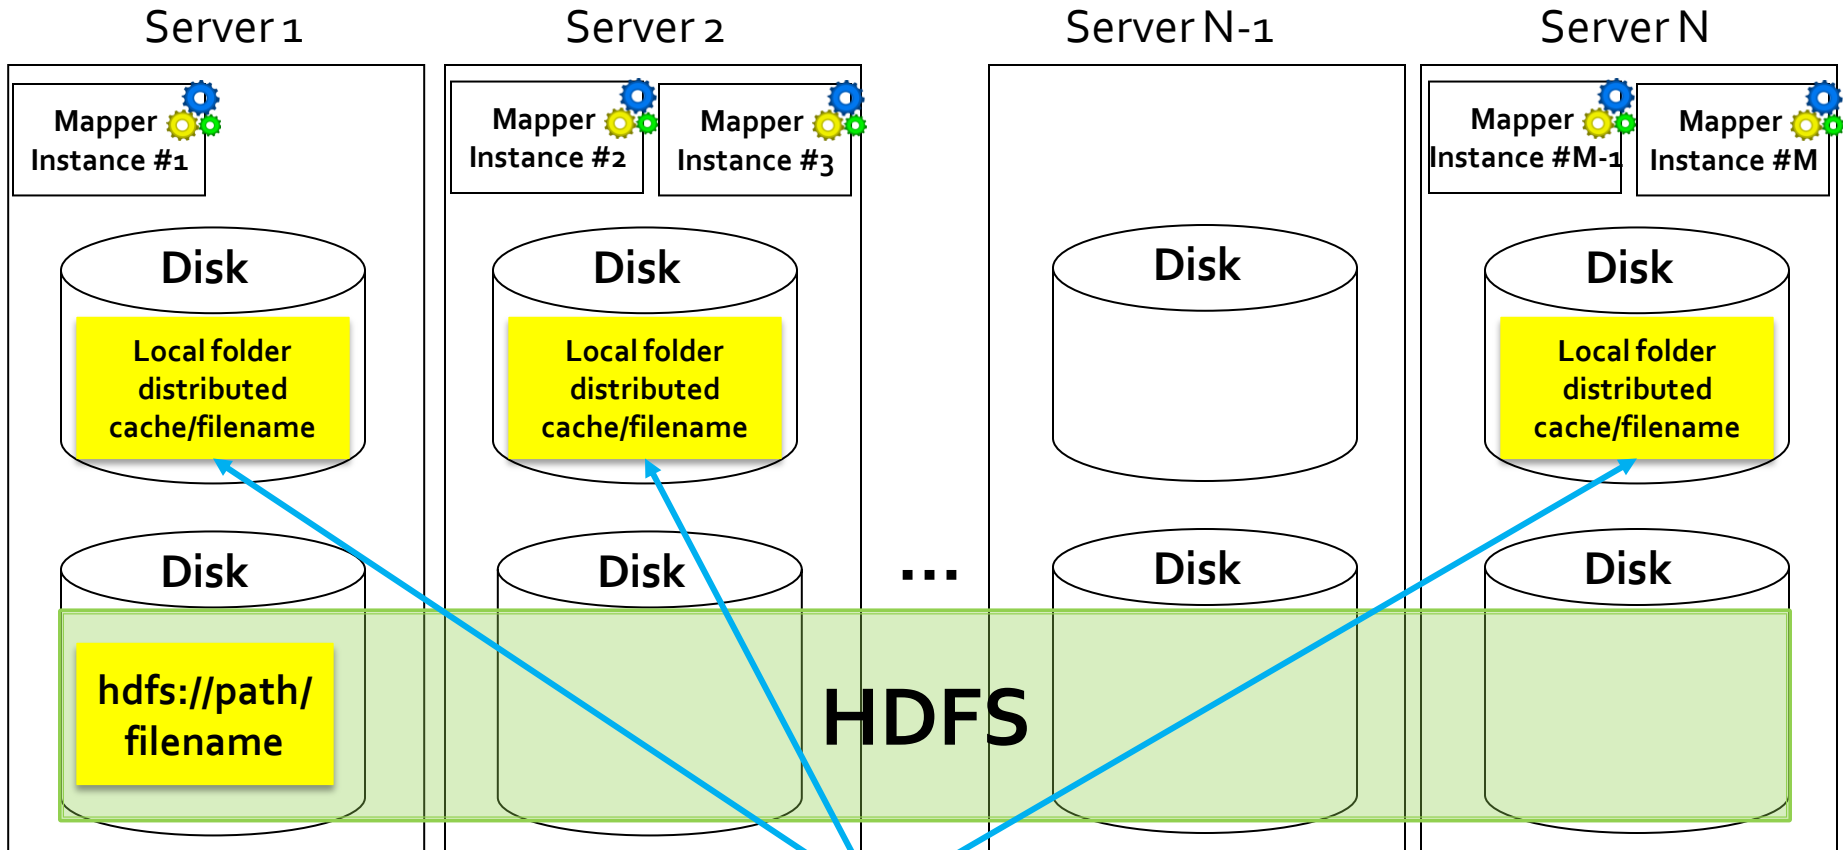 Server 1
Server 2
Server N-1
Server N
Mapper
Instance #1
Mapper
Instance #2
Mapper
Instance #3
Mapper
Instance #M-1
Mapper
Instance #M
Disk
Disk
Disk
Disk
Local folder
distributed
cache/filename
Local folder
distributed
cache/filename
Local folder
distributed
cache/filename
Disk
Disk
...
Disk
Disk
hdfs://path/
filename
HDFS